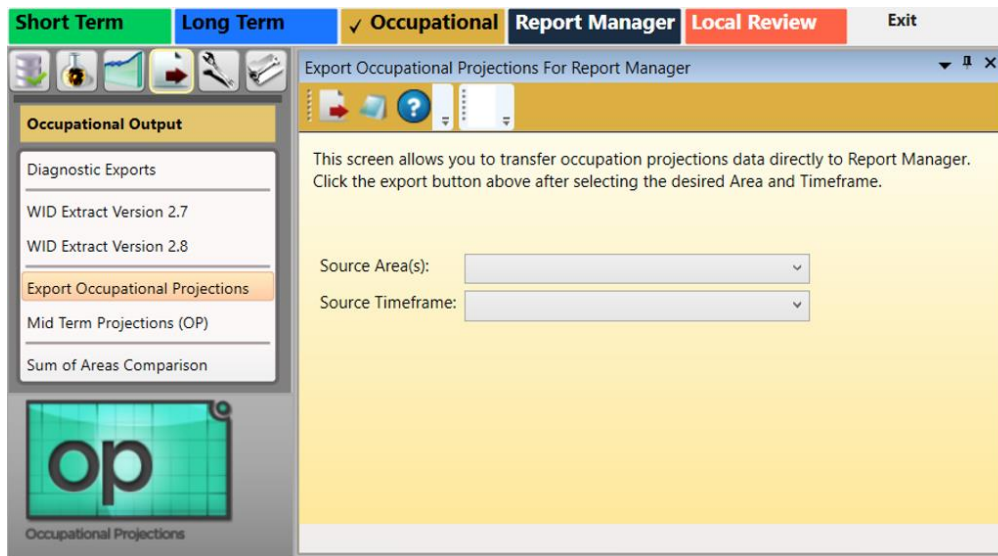 Short Term
Long Term
✓ Occupational
Report Manager
Local Review
Exit
Occupational Output
Diagnostic Exports
WID Extract Version 2.7
WID Extract Version 2.8
Export Occupational Projections
Mid Term Projections (OP)
Sum of Areas Comparison
op
Occupational Projections
Export Occupational Projections For Report Manager
This screen allows you to transfer occupation projections data directly to Report Manager.
Click the export button above after selecting the desired Area and Timeframe.
Source Area(s):
Source Timeframe: